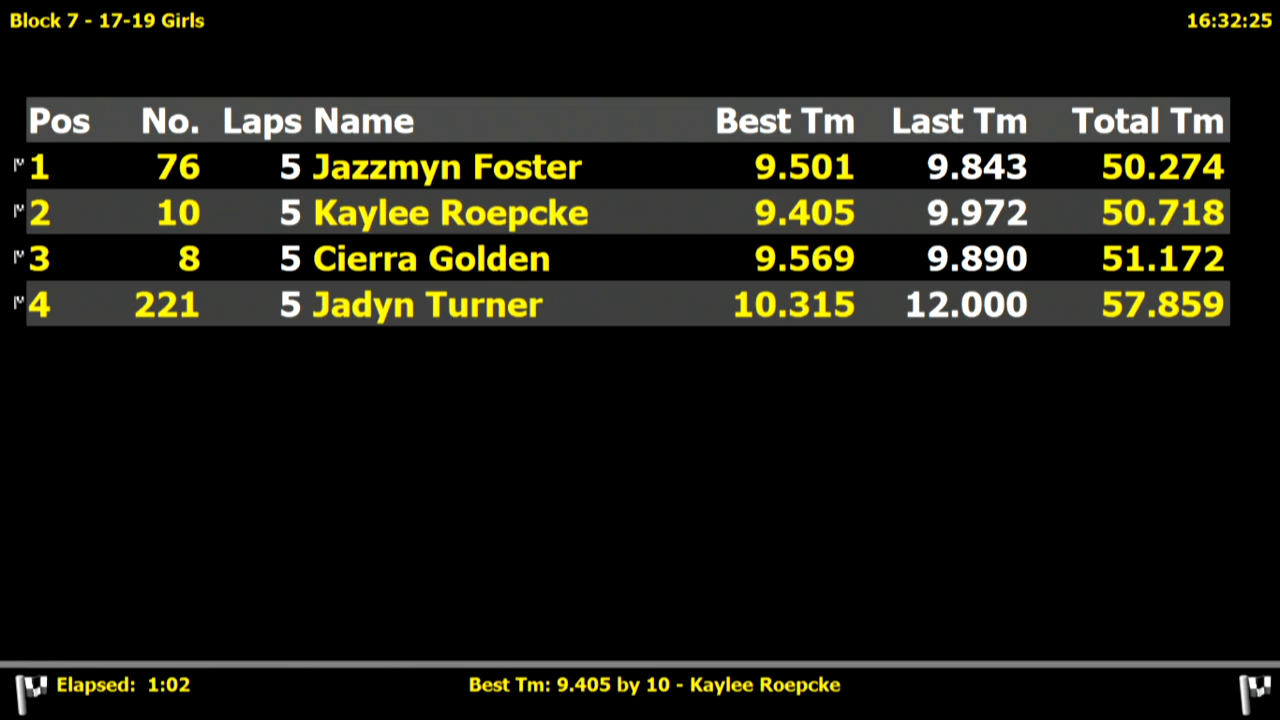 Block 7 - 17-19 Girls 16:32:25
Pos No. Laps Name Best Tm Last Tm Total Tm
1 76 5 Jazzmyn Foster 9.501 9.843 50.274
2 10 5 Kaylee Roepcke 9.405 9.972 50.718
3 8 5 Cierra Golden 9.569 9.890 51.172
4 221 5 Jadyn Turner 10.315 12.000 57.859
Elapsed: 1:02 Best Tm: 9.405 by 10 - Kaylee Roepcke